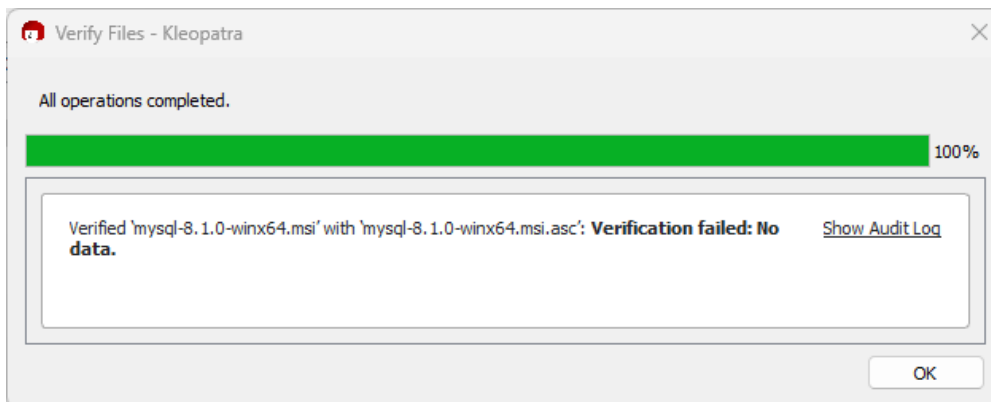 Verify Files - Kleopatra
All operations completed.
100%
Verified 'mysql-8.1.0-winx64.msi' with 'mysql-8.1.0-winx64.msi.asc': Verification failed: No
data.
Show Audit Log
OK